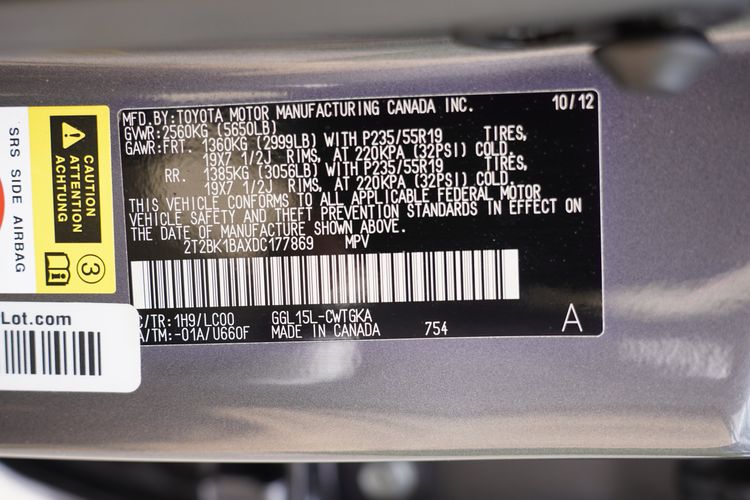 MFD.BY:TOYOTA MOTOR MANUFACTURING CANADA INC. 10/12
GVWR:2560KG (5650LB)
GAWR:FRT. 1360KG (2999LB) WITH P235/55R19 TIRES,
19X7 1/2J RIMS, AT 220KPA (32PSI) COLD.
RR. 1385KG (3056LB) WITH P235/55R19 TIRES,
19X7 1/2J RIMS, AT 220KPA (32PSI) COLD.
THIS VEHICLE CONFORMS TO ALL APPLICABLE FEDERAL MOTOR
VEHICLE SAFETY AND THEFT PREVENTION STANDARDS IN EFFECT ON
THE DATE OF MANUFACTURE SHOWN ABOVE.
2T2BK1BAXDC177869 MPV
C/TR:1H9/LC00 GGL15L-CWTGKA
A/TM:-01A/U660F MADE IN CANADA 754 A
SRS SIDE AIRBAG
CAUTION
ATTENTION
ACHTUNG
3
Lot.com